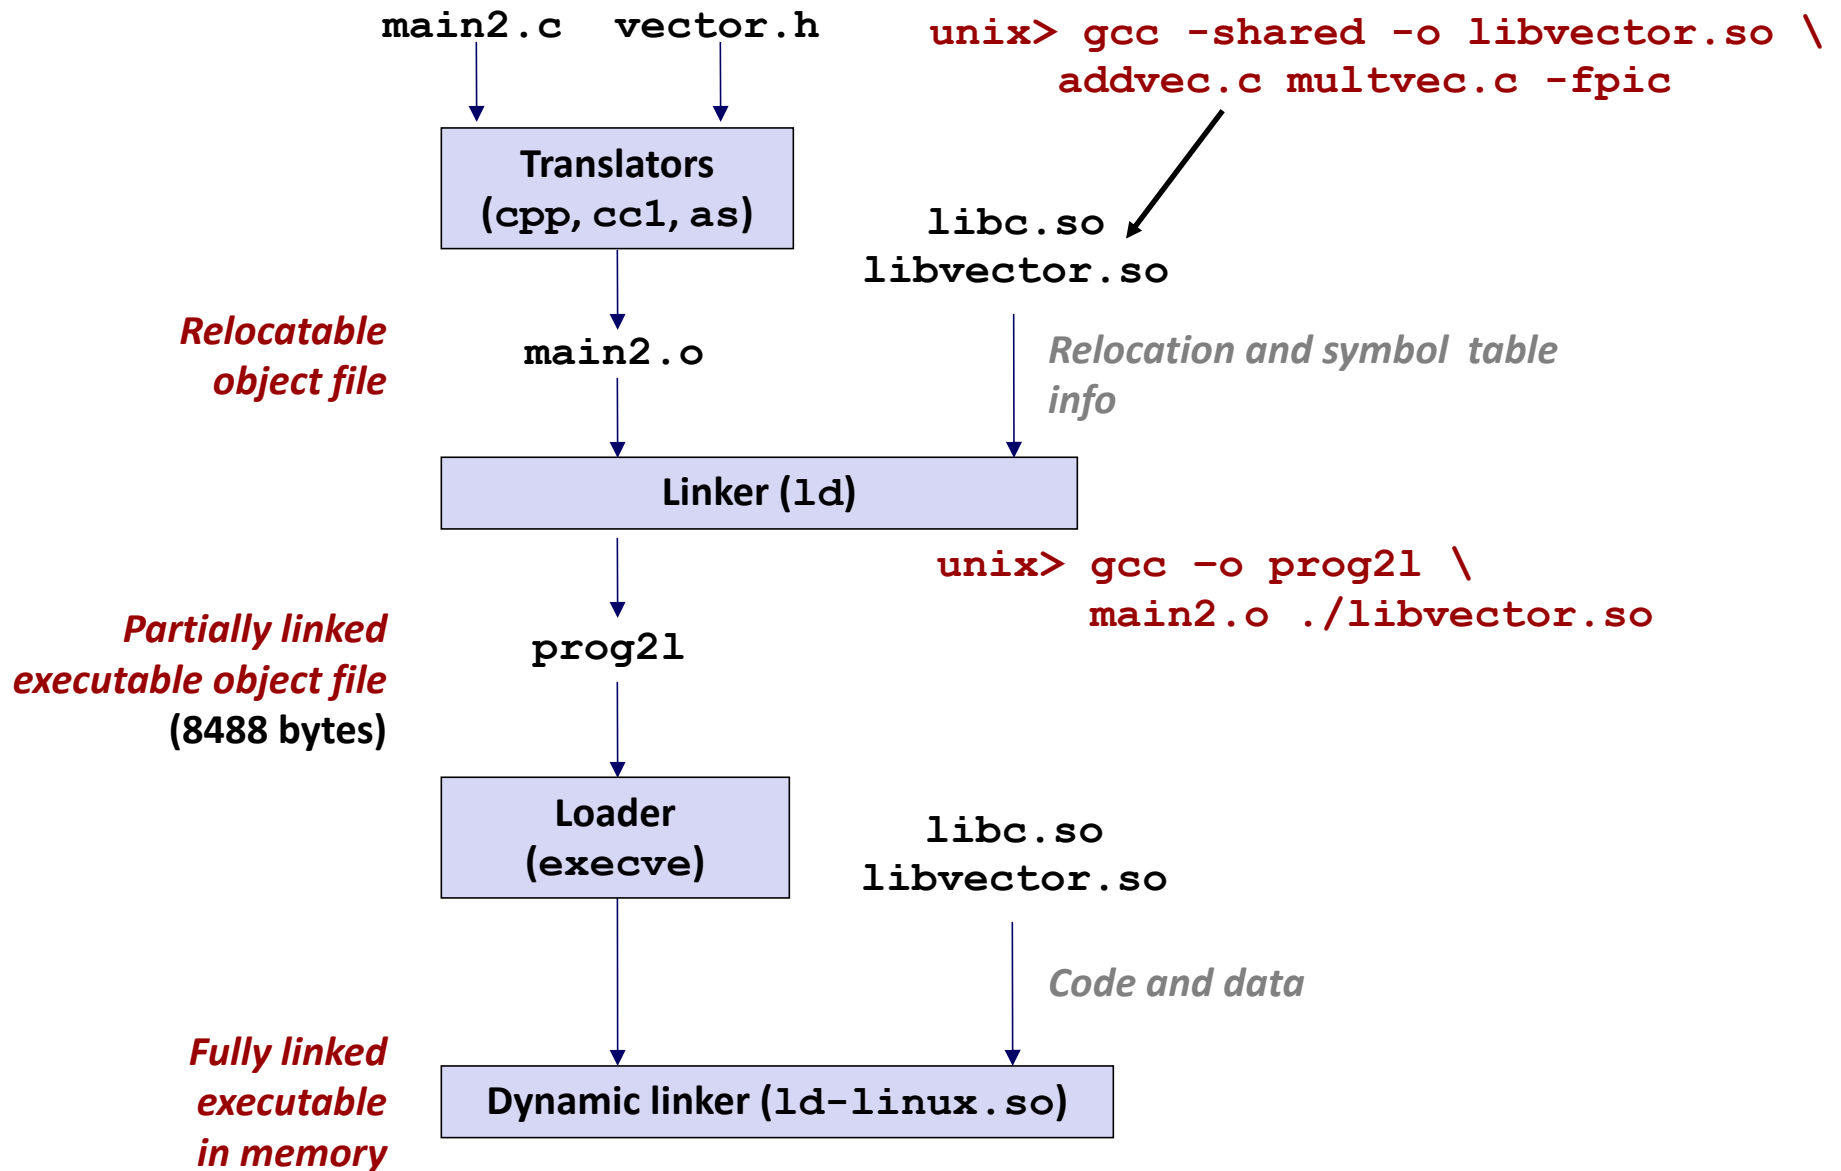 main2.c vector.h
unix> gcc -shared -o libvector.so \
addvec.c multvec.c -fpic
Translators
(cpp, cc1, as)
libc.so
libvector.so
Relocatable
object file
main2.o
Relocation and symbol table
info
Linker (ld)
unix> gcc –o prog2l \
main2.o ./libvector.so
Partially linked
executable object file
(8488 bytes)
prog2l
Loader
(execve)
libc.so
libvector.so
Code and data
Fully linked
executable
in memory
Dynamic linker (ld-linux.so)